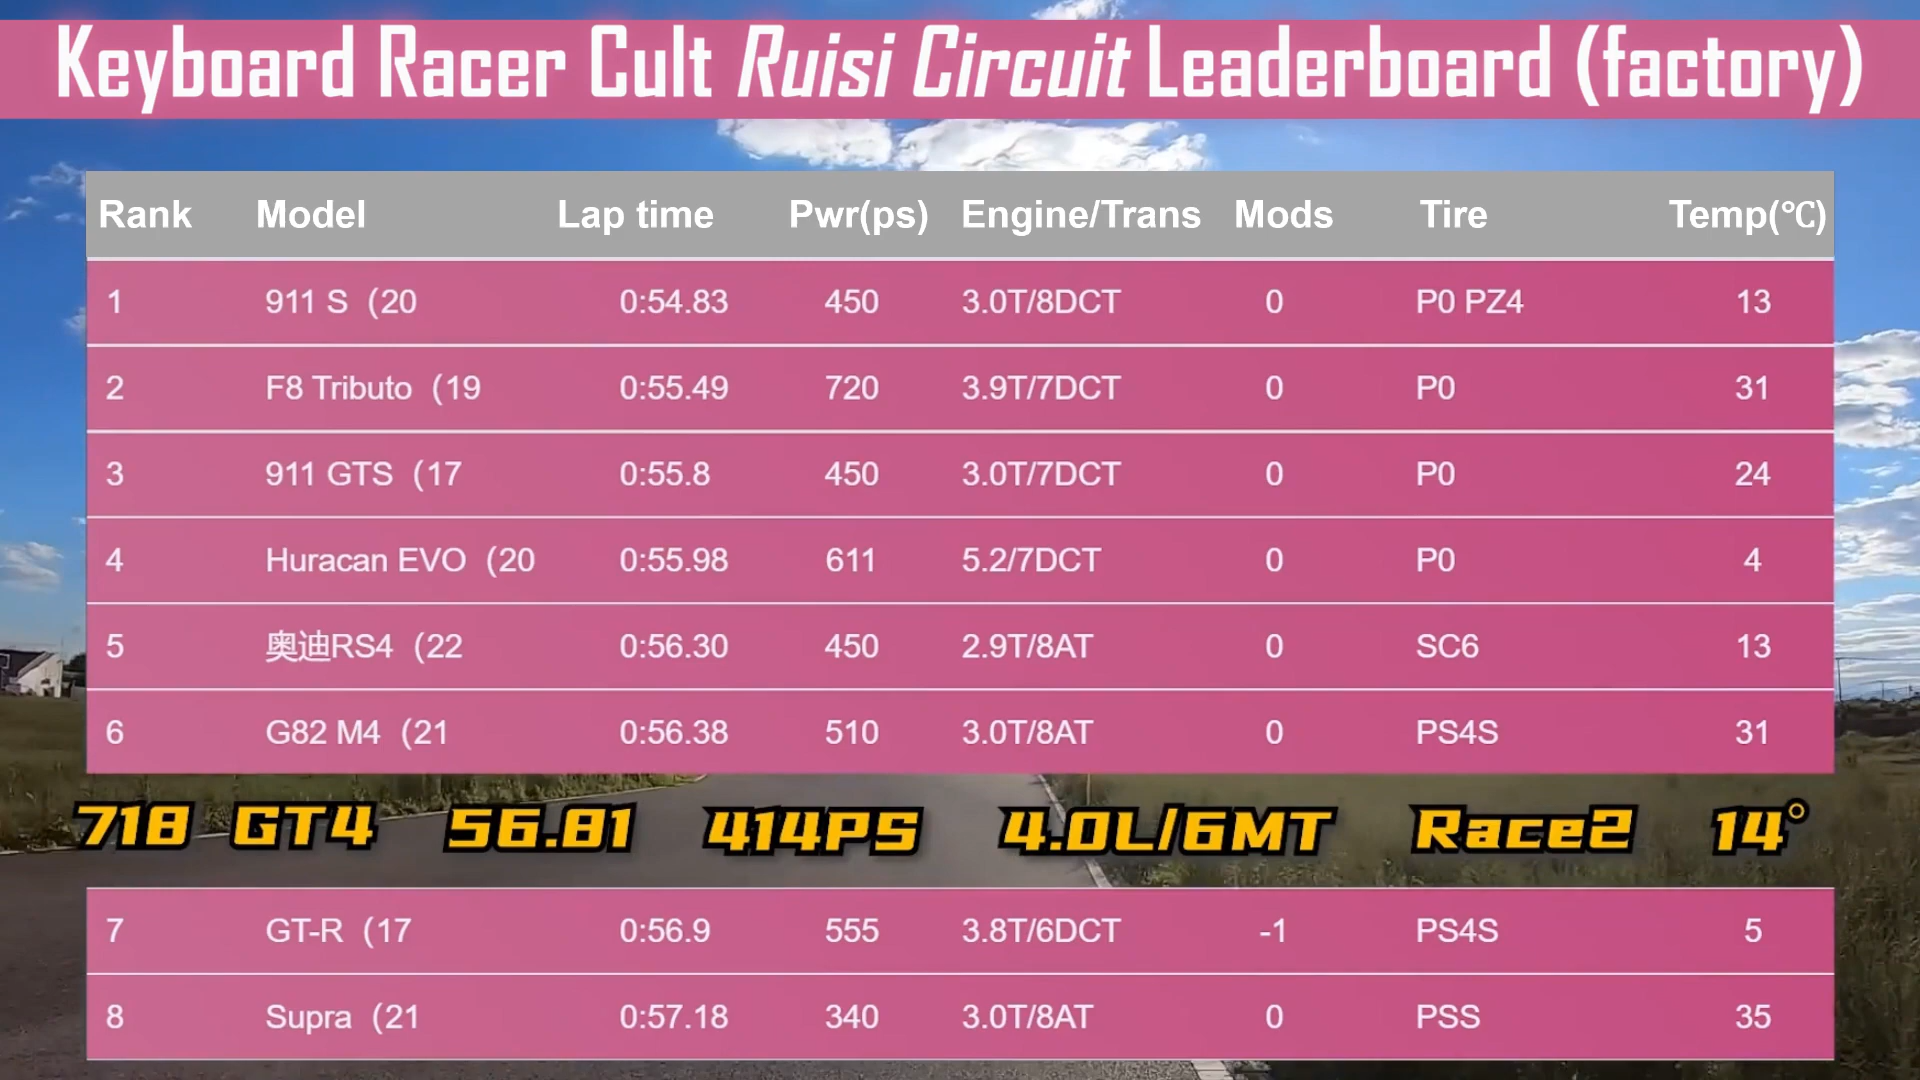 Keyboard Racer Cult Ruisi Circuit Leaderboard (factory)
Rank Model Lap time Pwr(ps) Engine/Trans Mods Tire Temp(℃)
1 911 S（20 0:54.83 450 3.0T/8DCT 0 P0 PZ4 13
2 F8 Tributo（19 0:55.49 720 3.9T/7DCT 0 P0 31
3 911 GTS（17 0:55.8 450 3.0T/7DCT 0 P0 24
4 Huracan EVO（20 0:55.98 611 5.2/7DCT 0 P0 4
5 奥迪RS4（22 0:56.30 450 2.9T/8AT 0 SC6 13
6 G82 M4（21 0:56.38 510 3.0T/8AT 0 PS4S 31
718 GT4 56.81 414PS 4.0L/6MT Race2 14°
7 GT-R（17 0:56.9 555 3.8T/6DCT -1 PS4S 5
8 Supra（21 0:57.18 340 3.0T/8AT 0 PSS 35